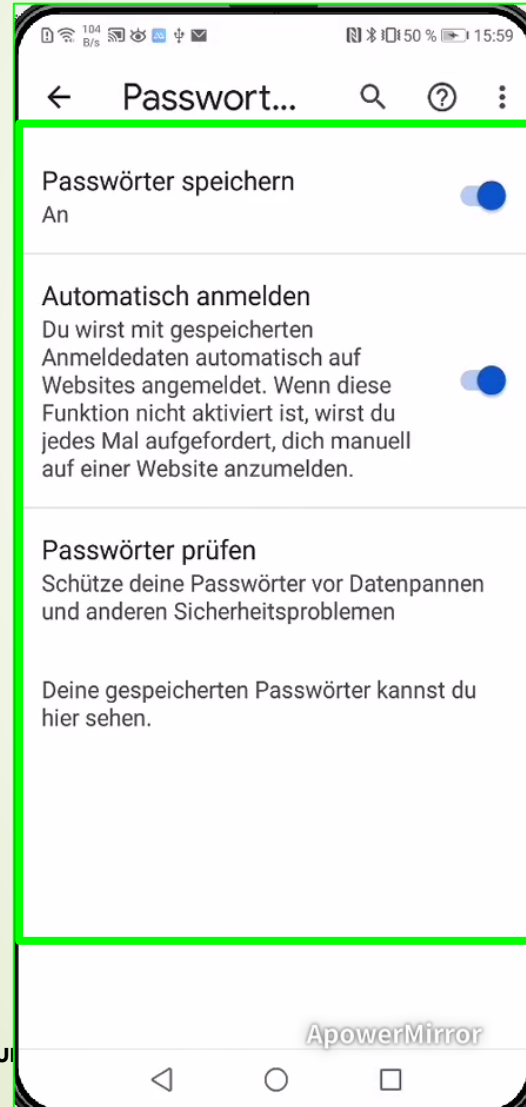 104
B/s
50 % 15:59
Passwort...
Passwörter speichern
An
Automatisch anmelden
Du wirst mit gespeicherten
Anmeldedaten automatisch auf
Websites angemeldet. Wenn diese
Funktion nicht aktiviert ist, wirst du
jedes Mal aufgefordert, dich manuell
auf einer Website anzumelden.
Passwörter prüfen
Schütze deine Passwörter vor Datenpannen
und anderen Sicherheitsproblemen
Deine gespeicherten Passwörter kannst du
hier sehen.
ApowerMirror